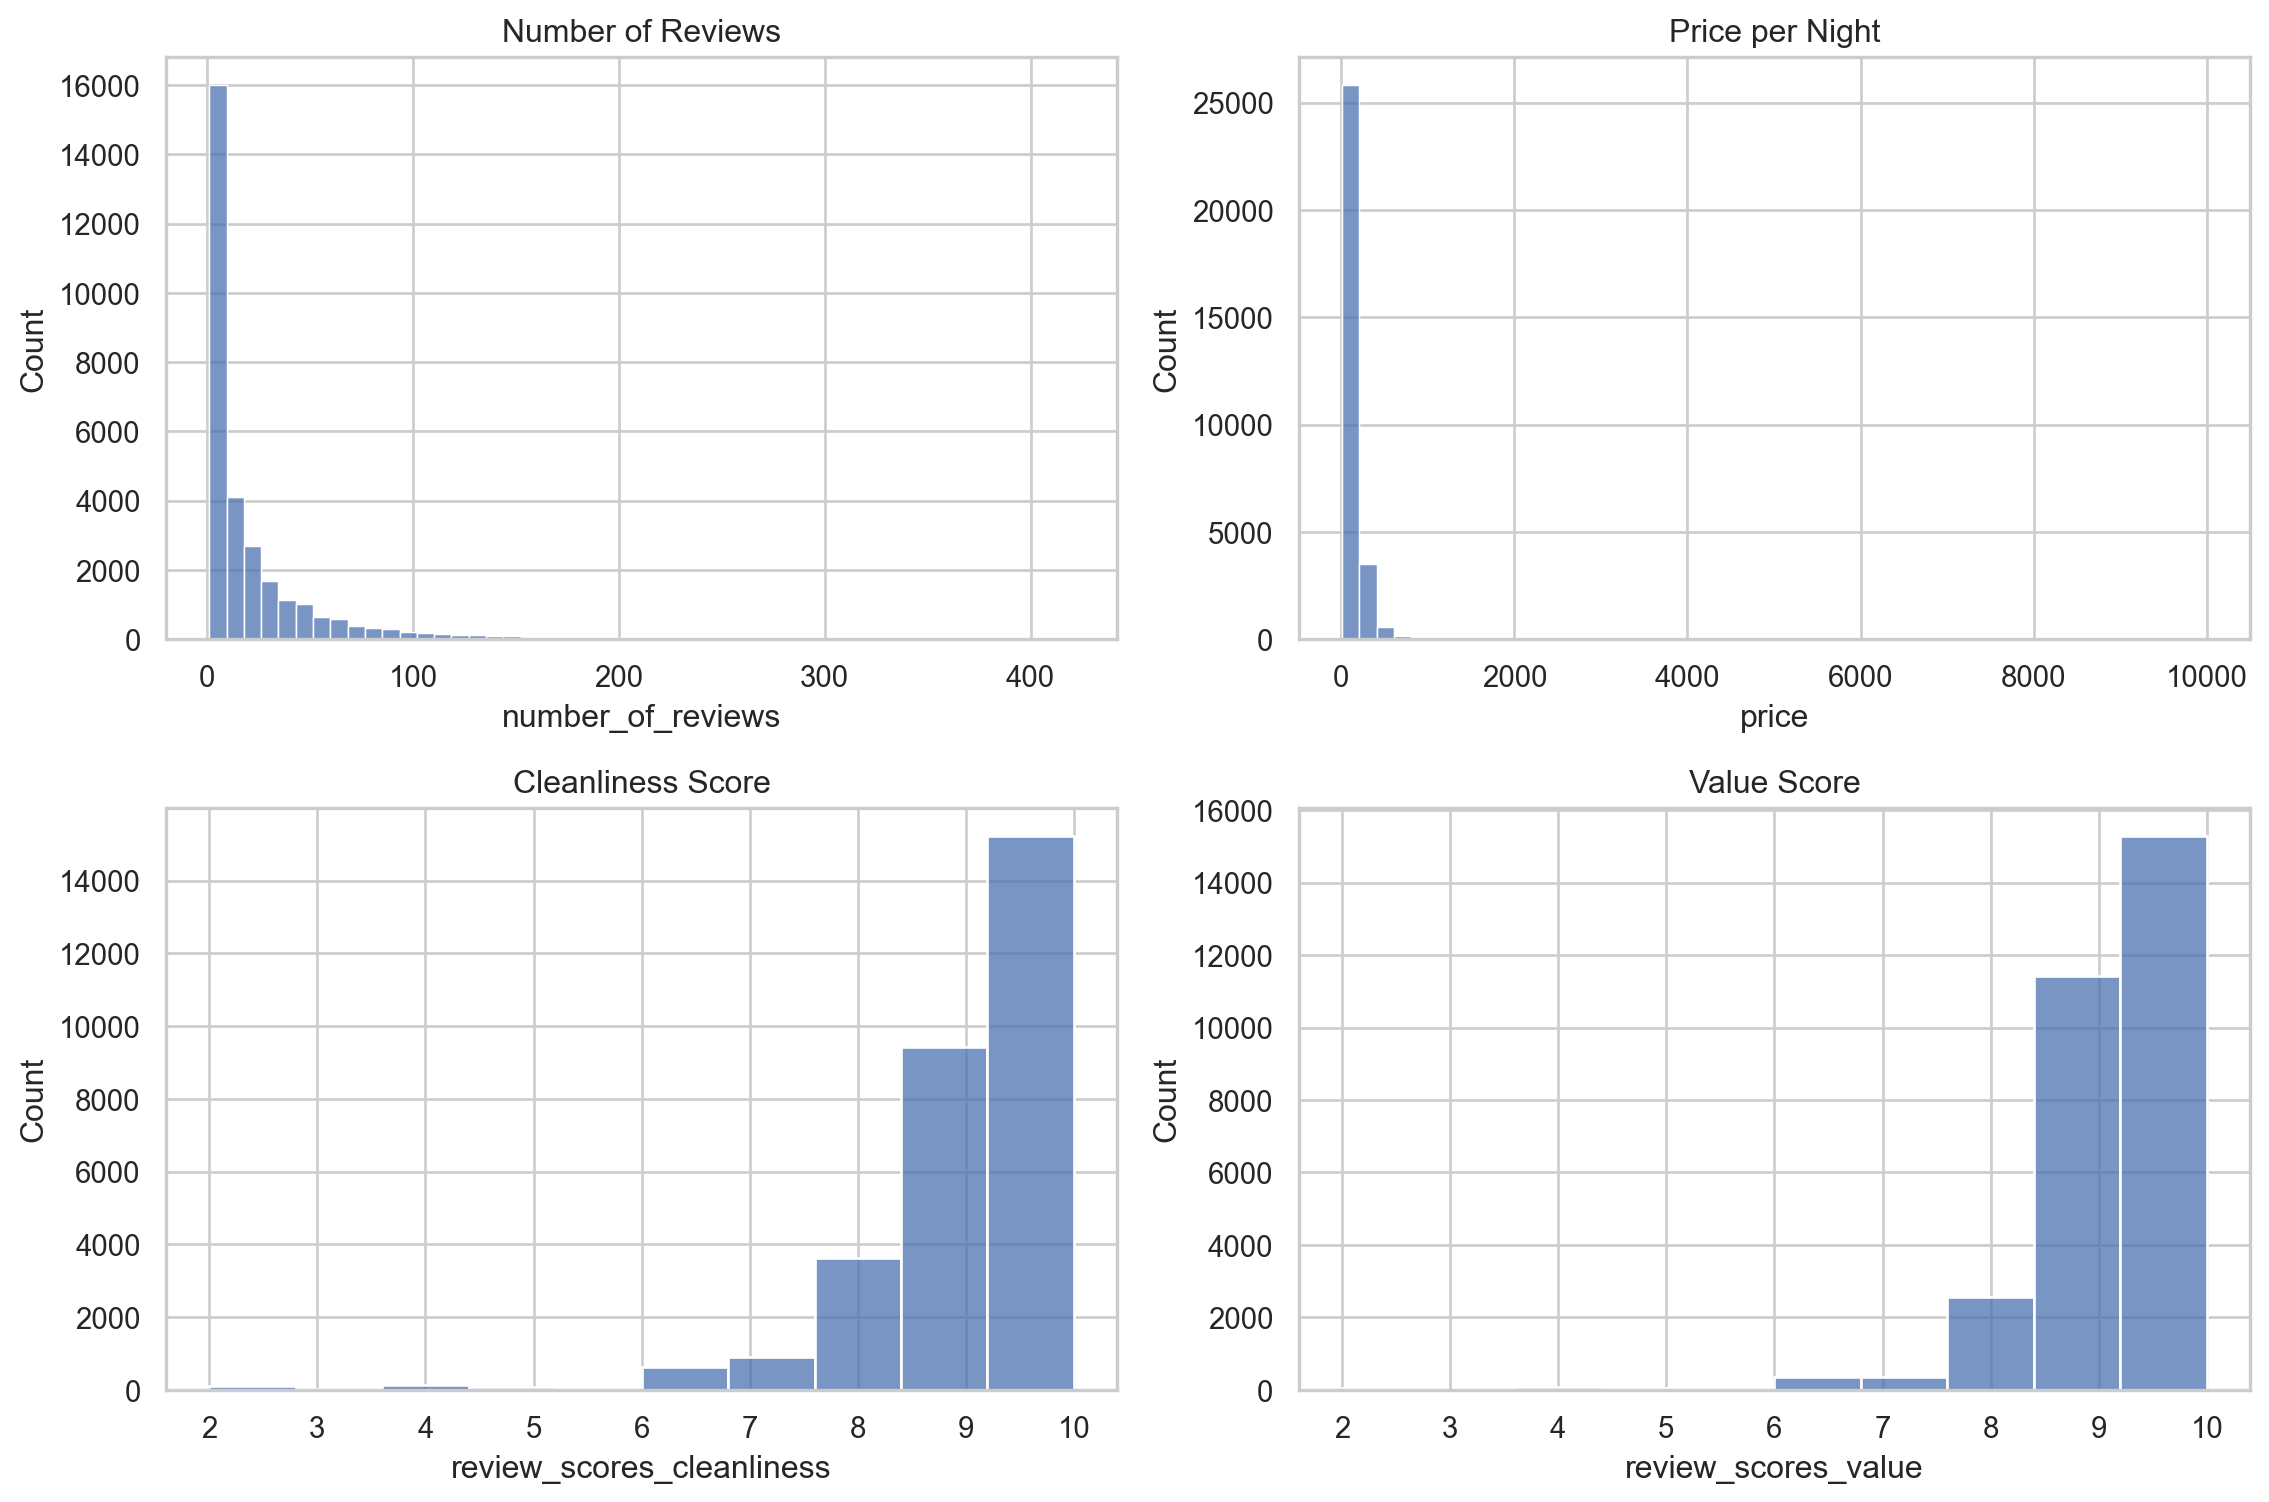 Number of Reviews
16000
14000
12000
10000
8000
6000
4000
2000
0
Count
0 100 200 300 400
number_of_reviews
Price per Night
25000
20000
15000
10000
5000
0
Count
0 2000 4000 6000 8000 10000
price
Cleanliness Score
14000
12000
10000
8000
6000
4000
2000
0
Count
2 3 4 5 6 7 8 9 10
review_scores_cleanliness
Value Score
16000
14000
12000
10000
8000
6000
4000
2000
0
Count
2 3 4 5 6 7 8 9 10
review_scores_value